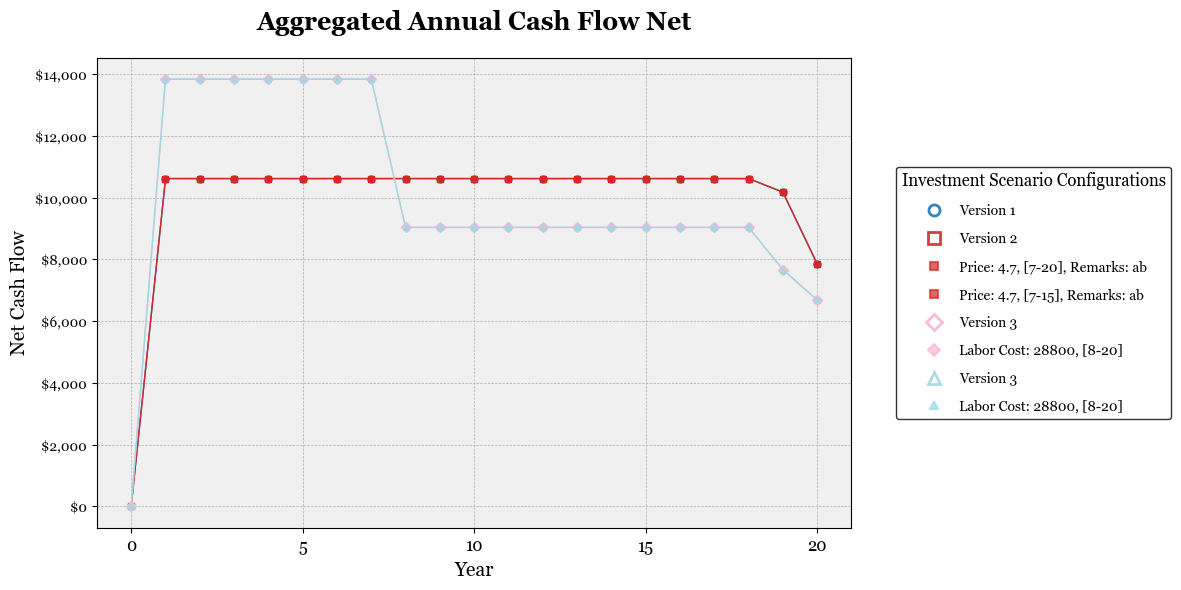 Aggregated Annual Cash Flow Net
$14,000
$12,000
$10,000
$8,000
$6,000
$4,000
$2,000
$0
Net Cash Flow
0 5 10 15 20
Year
Investment Scenario Configurations
Version 1
Version 2
Price: 4.7, [7-20], Remarks: ab
Price: 4.7, [7-15], Remarks: ab
Version 3
Labor Cost: 28800, [8-20]
Version 3
Labor Cost: 28800, [8-20]